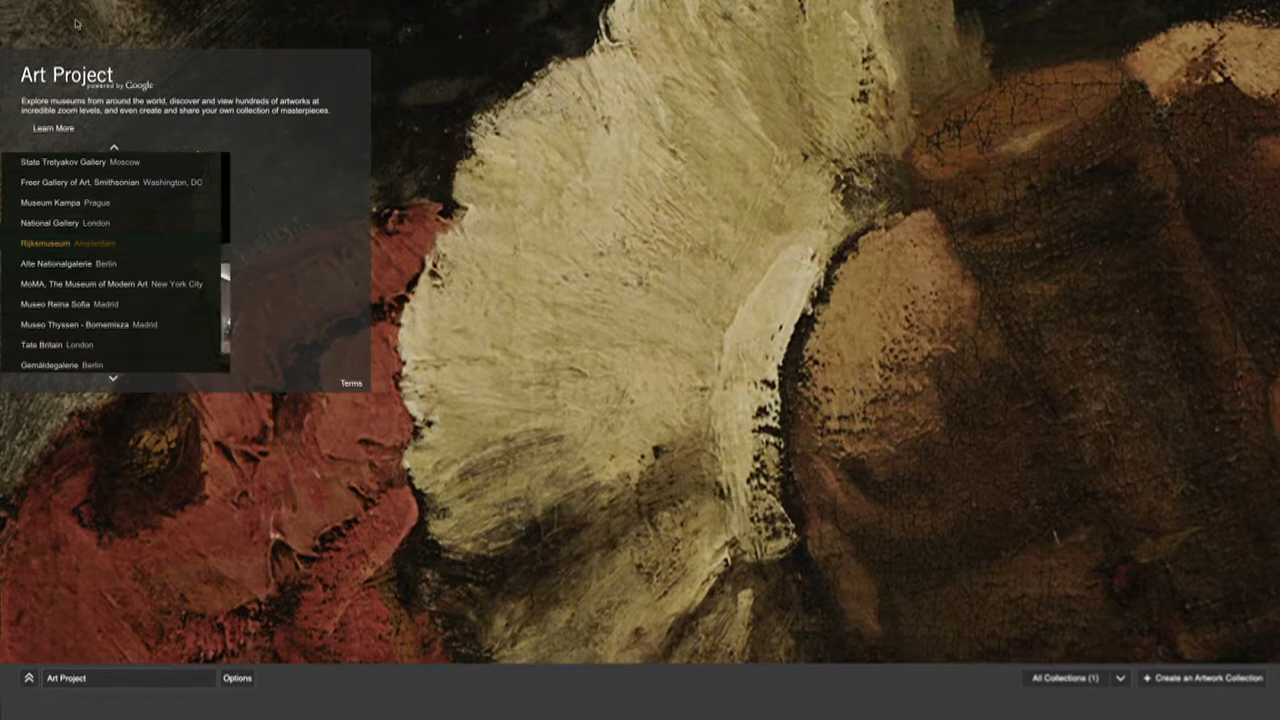 Art Project
powered by Google
Explore museums from around the world, discover and view hundreds of artworks at
incredible zoom levels, and even create and share your own collection of masterpieces.
Learn More
State Tretyakov Gallery Moscow
Freer Gallery of Art, Smithsonian Washington, DC
Museum Kampa Prague
National Gallery London
Rijksmuseum Amsterdam
Alte Nationalgalerie Berlin
MoMA, The Museum of Modern Art New York City
Museo Reina Sofia Madrid
Museo Thyssen - Bornemisza Madrid
Tate Britain London
Gemäldegalerie Berlin
Terms
Art Project
Options
All Collections (1)
+ Create an Artwork Collection